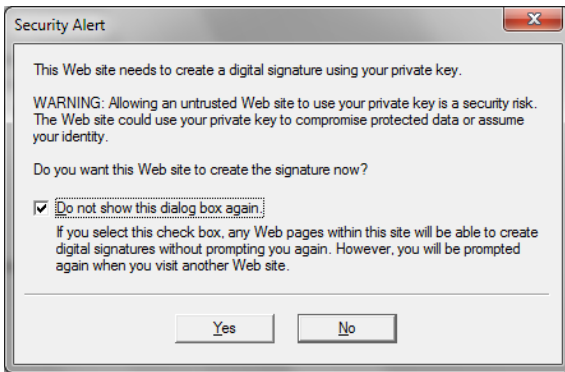 Security Alert
This Web site needs to create a digital signature using your private key.
WARNING: Allowing an untrusted Web site to use your private key is a security risk.
The Web site could use your private key to compromise protected data or assume
your identity.
Do you want this Web site to create the signature now?
Do not show this dialog box again.
If you select this check box, any Web pages within this site will be able to create
digital signatures without prompting you again. However, you will be prompted
again when you visit another Web site.
Yes No